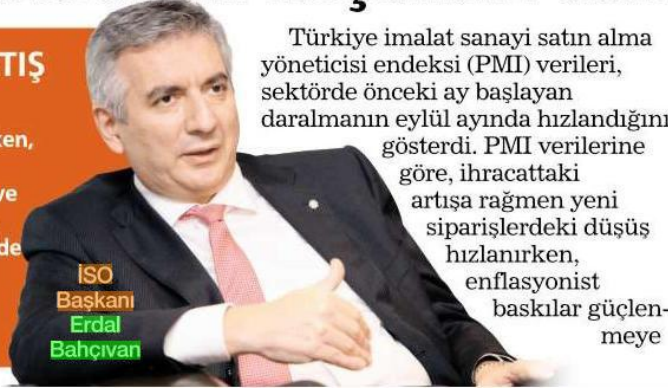 TIŞ
en,
ye
de
İSO
Başkanı
Erdal
Bahçıvan
Türkiye imalat sanayi satın alma
yöneticisi endeksi (PMI) verileri,
sektörde önceki ay başlayan
daralmanın eylül ayında hızlandığını
gösterdi. PMI verilerine
göre, ihracattaki
artışa rağmen yeni
siparişlerdeki düşüş
hızlanırken,
enflasyonist
baskılar güçlen-
meye